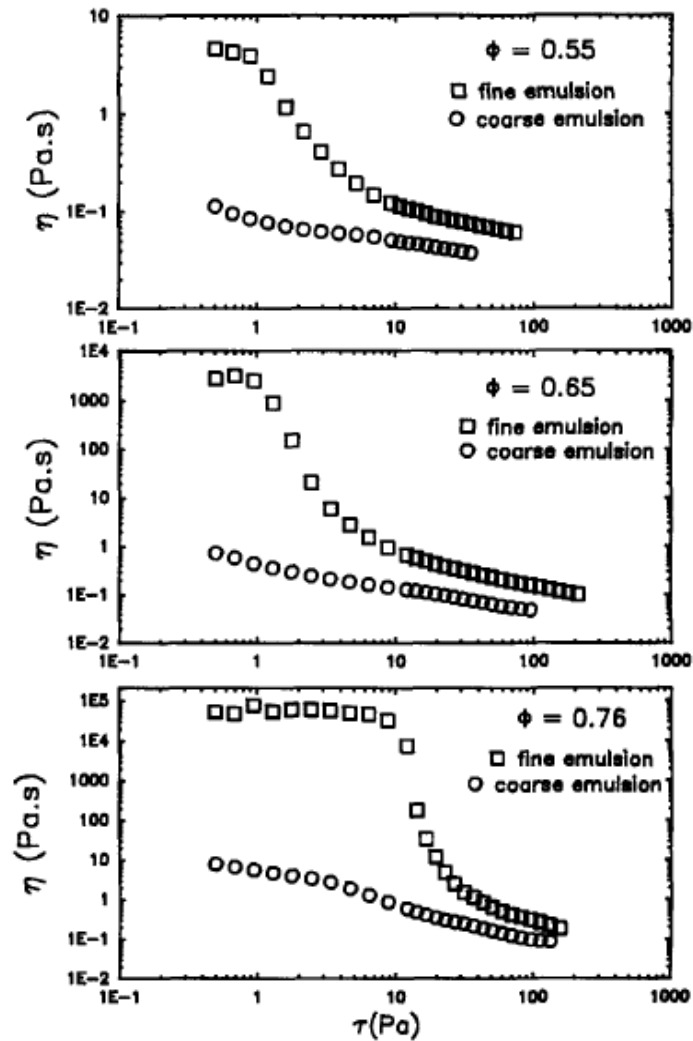 10
ϕ = 0.55
fine emulsion
coarse emulsion
1
η (Pa.s)
1E-1
1E-2
1E-1 1 10 100 1000
1E4
ϕ = 0.65
1000
fine emulsion
100
coarse emulsion
η (Pa.s)
10
1
1E-1
1E-2
1E-1 1 10 100 1000
1E5
ϕ = 0.76
1E4
fine emulsion
1000
coarse emulsion
η (Pa.s)
100
10
1
1E-1
1E-2
1E-1 1 10 100 1000
τ(Pa)